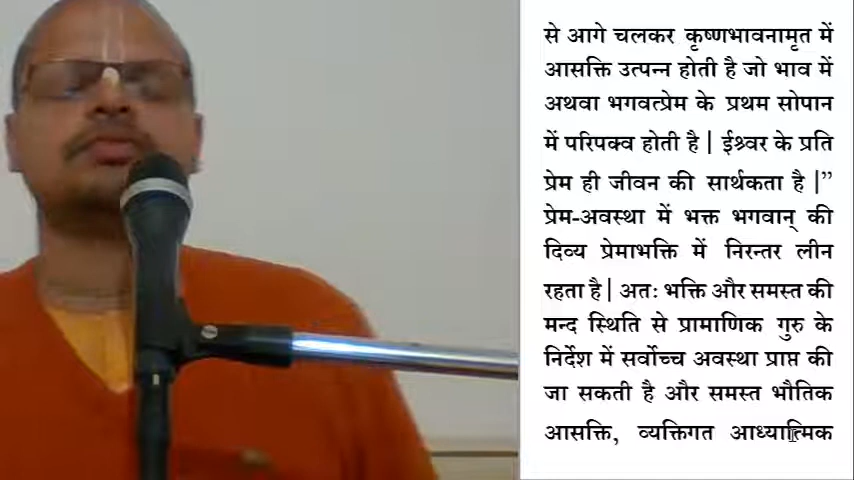 से आगे चलकर कृष्णभावनामृत में
आसक्ति उत्पन्न होती है जो भाव में
अथवा भगवत्प्रेम के प्रथम सोपान
में परिपक्व होती है | ईश्र्वर के प्रति
प्रेम ही जीवन की सार्थकता है |”
प्रेम-अवस्था में भक्त भगवान् की
दिव्य प्रेमाभक्ति में निरन्तर लीन
रहता है | अतः भक्ति और समस्त की
मन्द स्थिति से प्रामाणिक गुरु के
निर्देश में सर्वोच्च अवस्था प्राप्त की
जा सकती है और समस्त भौतिक
आसक्ति, व्यक्तिगत आध्यात्मिक